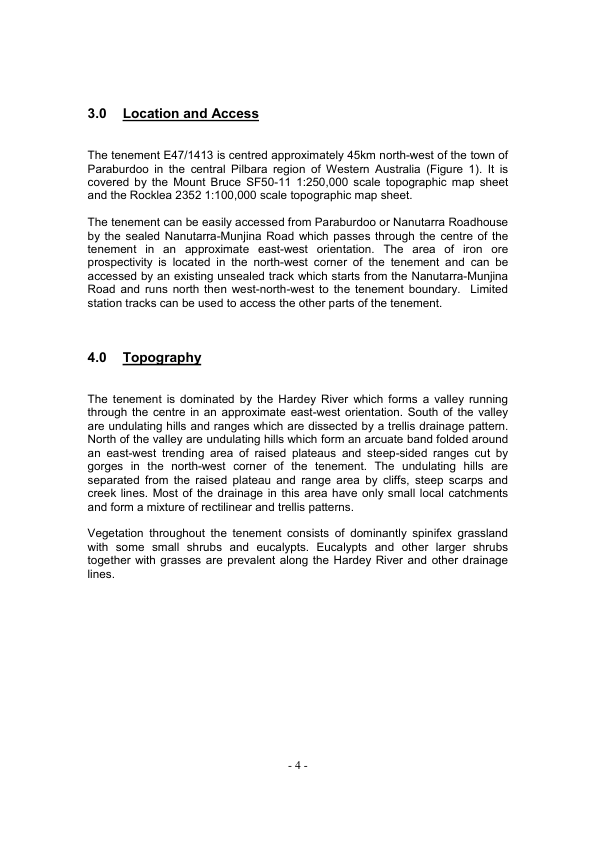 3.0 Location and Access
The tenement E47/1413 is centred approximately 45km north-west of the town of
Paraburdoo in the central Pilbara region of Western Australia (Figure 1). It is
covered by the Mount Bruce SF50-11 1:250,000 scale topographic map sheet
and the Rocklea 2352 1:100,000 scale topographic map sheet.
The tenement can be easily accessed from Paraburdoo or Nanutarra Roadhouse
by the sealed Nanutarra-Munjina Road which passes through the centre of the
tenement in an approximate east-west orientation. The area of iron ore
prospectivity is located in the north-west corner of the tenement and can be
accessed by an existing unsealed track which starts from the Nanutarra-Munjina
Road and runs north then west-north-west to the tenement boundary. Limited
station tracks can be used to access the other parts of the tenement.
4.0 Topography
The tenement is dominated by the Hardey River which forms a valley running
through the centre in an approximate east-west orientation. South of the valley
are undulating hills and ranges which are dissected by a trellis drainage pattern.
North of the valley are undulating hills which form an arcuate band folded around
an east-west trending area of raised plateaus and steep-sided ranges cut by
gorges in the north-west corner of the tenement. The undulating hills are
separated from the raised plateau and range area by cliffs, steep scarps and
creek lines. Most of the drainage in this area have only small local catchments
and form a mixture of rectilinear and trellis patterns.
Vegetation throughout the tenement consists of dominantly spinifex grassland
with some small shrubs and eucalypts. Eucalypts and other larger shrubs
together with grasses are prevalent along the Hardey River and other drainage
lines.
- 4 -